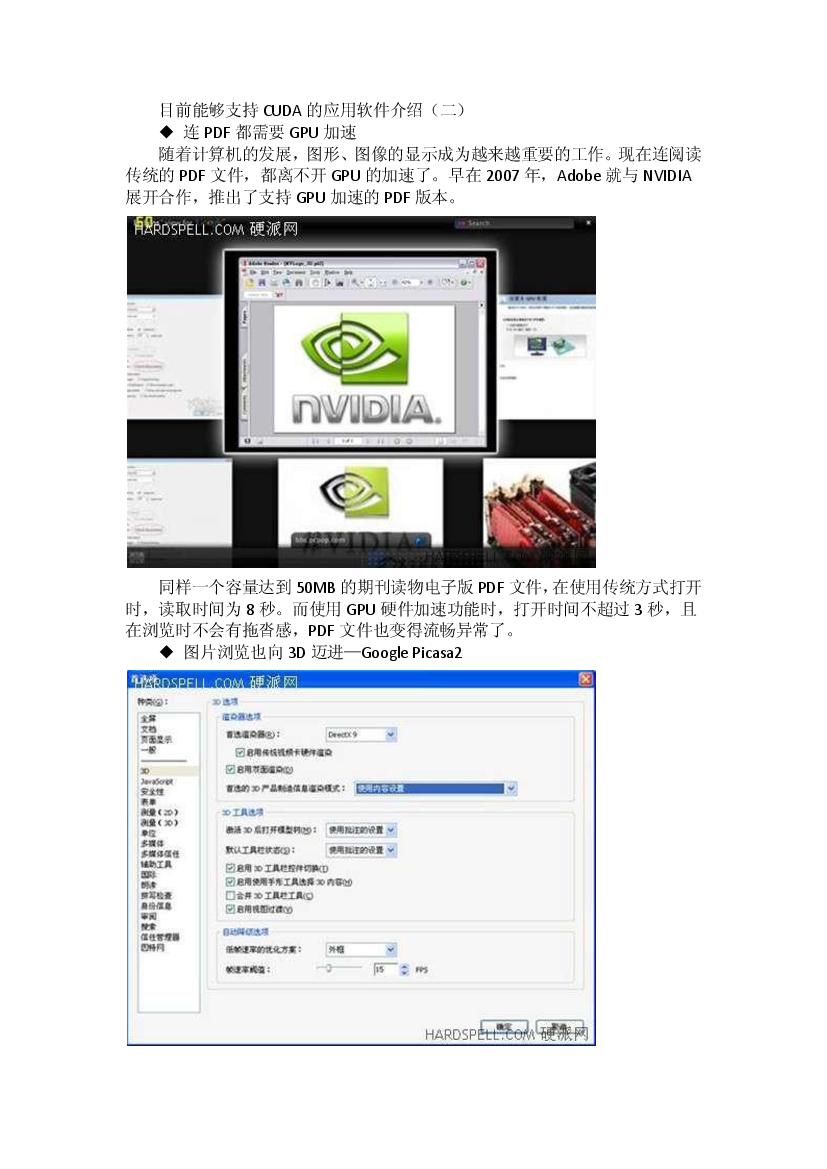 目前能够支持 CUDA 的应用软件介绍（二）
◆ 连 PDF 都需要 GPU 加速
随着计算机的发展，图形、图像的显示成为越来越重要的工作。现在连阅读
传统的 PDF 文件，都离不开 GPU 的加速了。早在 2007 年，Adobe 就与 NVIDIA
展开合作，推出了支持 GPU 加速的 PDF 版本。
60
HARDSPELL.COM 硬派网
Search
File Edit View Document Tools Window Help
Pages
Attachments
Comments
NVIDIA.
NVIDIA
HARDSPELL.COM 硬派网
同样一个容量达到 50MB 的期刊读物电子版 PDF 文件，在使用传统方式打开
时，读取时间为 8 秒。而使用 GPU 硬件加速功能时，打开时间不超过 3 秒，且
在浏览时不会有拖沓感，PDF 文件也变得流畅异常了。
◆ 图片浏览也向 3D 迈进—Google Picasa2
HARDSPELL.COM 硬派网
种类(G)：
全屏
文档
页面显示
一般
3D
JavaScript
安全性
表单
测量（2D）
测量（3D）
单位
多媒体
多媒体信任
辅助工具
国际
朗读
拼写检查
身份信息
审阅
搜索
信任管理器
因特网
3D 选项
渲染器选项
首选渲染器(R)： DirectX 9
启用传统视频卡硬件渲染
启用双面渲染(D)
首选的 3D 产品制造信息渲染模式： 使用内容设置
3D 工具选项
激活 3D 后打开模型树(M)： 使用批注的设置
默认工具栏状态(S)： 使用批注的设置
启用 3D 工具栏控件切换(T)
启用使用手形工具选择 3D 内容(H)
合并 3D 工具栏工具(C)
启用视图过渡(V)
自动降级选项
低帧速率的优化方案： 外框
帧速率阈值： 15 FPS
确定
取消
HARDSPELL.COM 硬派网